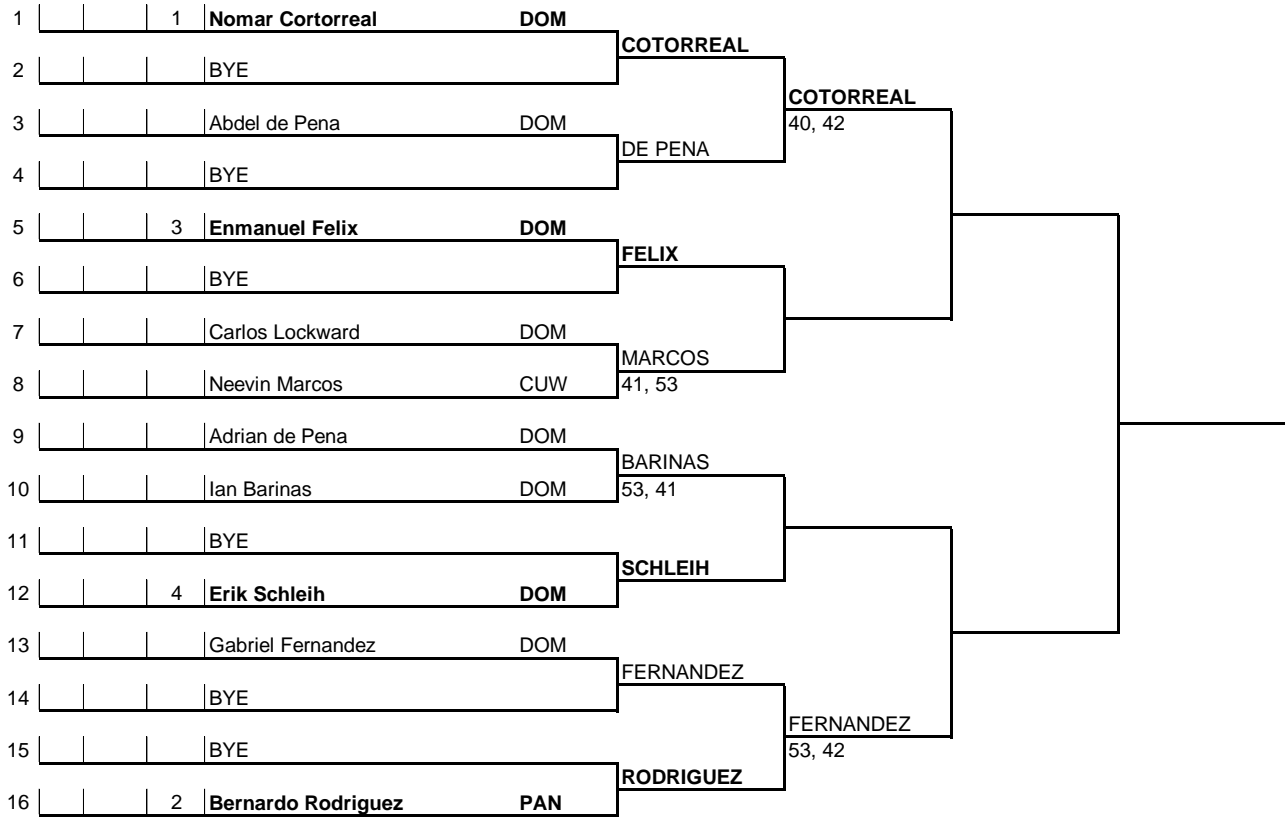 1 1 Nomar Cortorreal DOM
COTORREAL
2 BYE
COTORREAL
3 Abdel de Pena DOM 40, 42
DE PENA
4 BYE
5 3 Enmanuel Felix DOM
FELIX
6 BYE
7 Carlos Lockward DOM
MARCOS
8 Neevin Marcos CUW 41, 53
9 Adrian de Pena DOM
BARINAS
10 Ian Barinas DOM 53, 41
11 BYE
SCHLEIH
12 4 Erik Schleih DOM
13 Gabriel Fernandez DOM
FERNANDEZ
14 BYE
FERNANDEZ
15 BYE 53, 42
RODRIGUEZ
16 2 Bernardo Rodriguez PAN